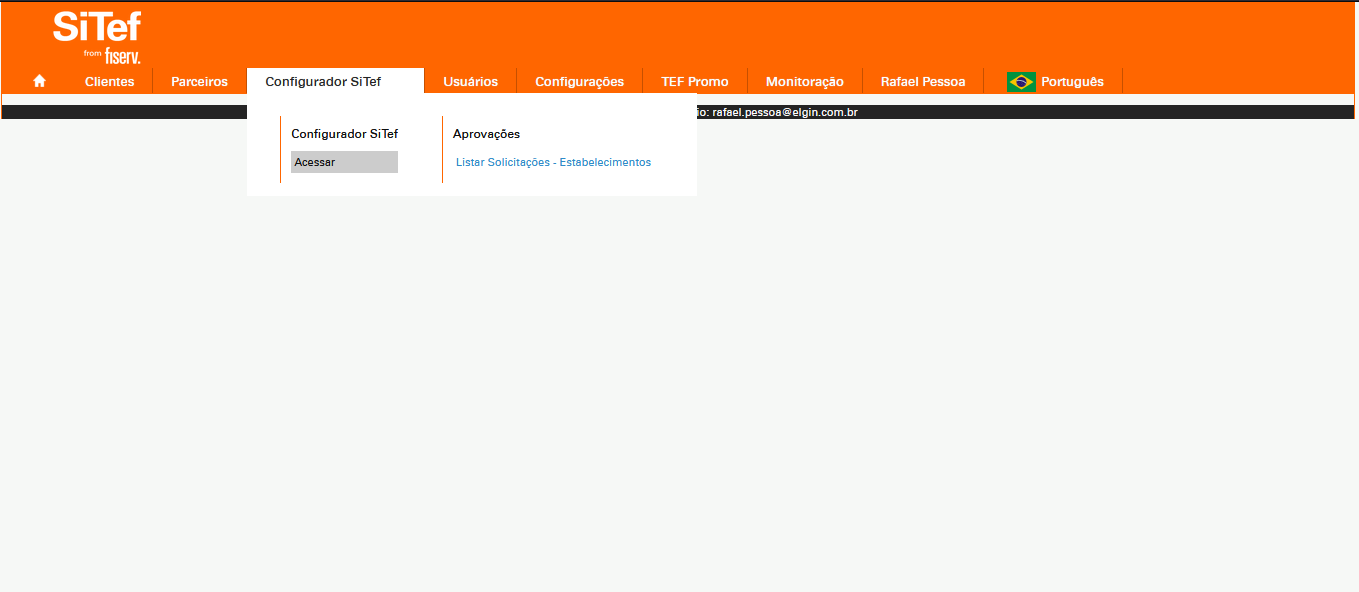 SiTef
from fiserv.
Clientes Parceiros Configurador SiTef Usuários Configurações TEF Promo Monitoração Rafael Pessoa Português
rafael.pessoa@elgin.com.br
Configurador SiTef Aprovações
Acessar Listar Solicitações - Estabelecimentos